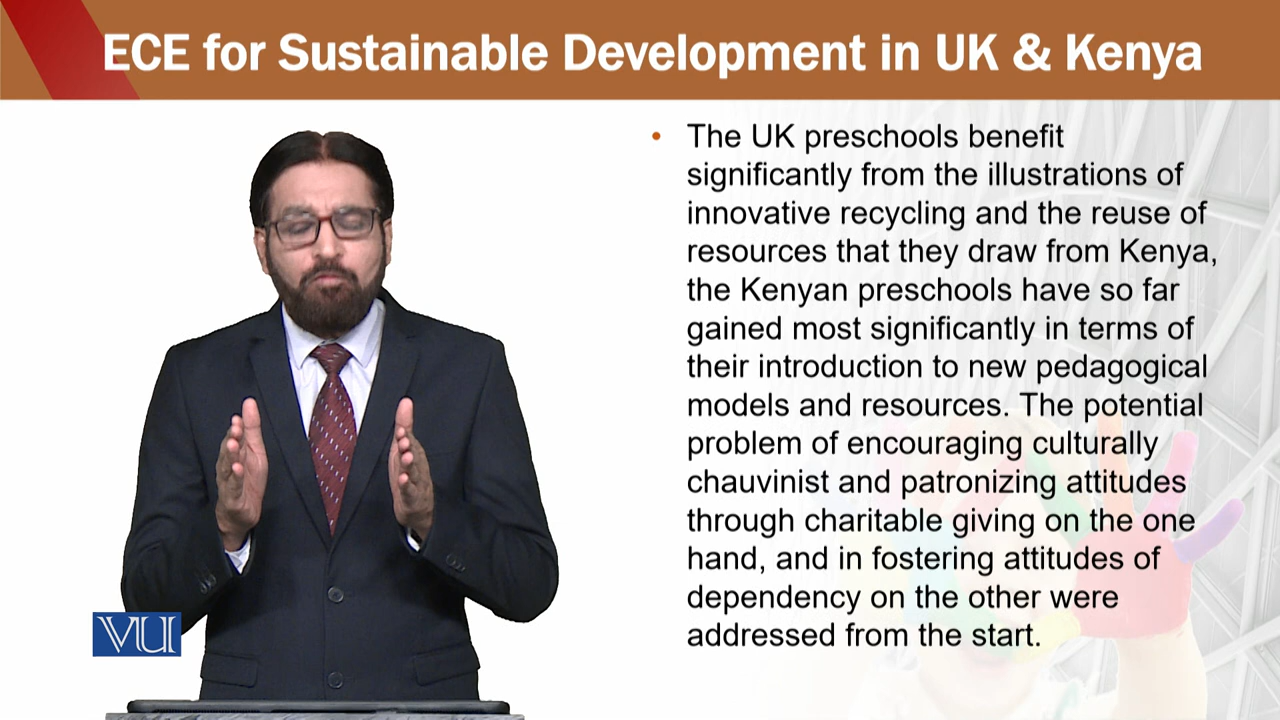 ECE for Sustainable Development in UK & Kenya
• The UK preschools benefit
significantly from the illustrations of
innovative recycling and the reuse of
resources that they draw from Kenya,
the Kenyan preschools have so far
gained most significantly in terms of
their introduction to new pedagogical
models and resources. The potential
problem of encouraging culturally
chauvinist and patronizing attitudes
through charitable giving on the one
hand, and in fostering attitudes of
dependency on the other were
addressed from the start.
VU